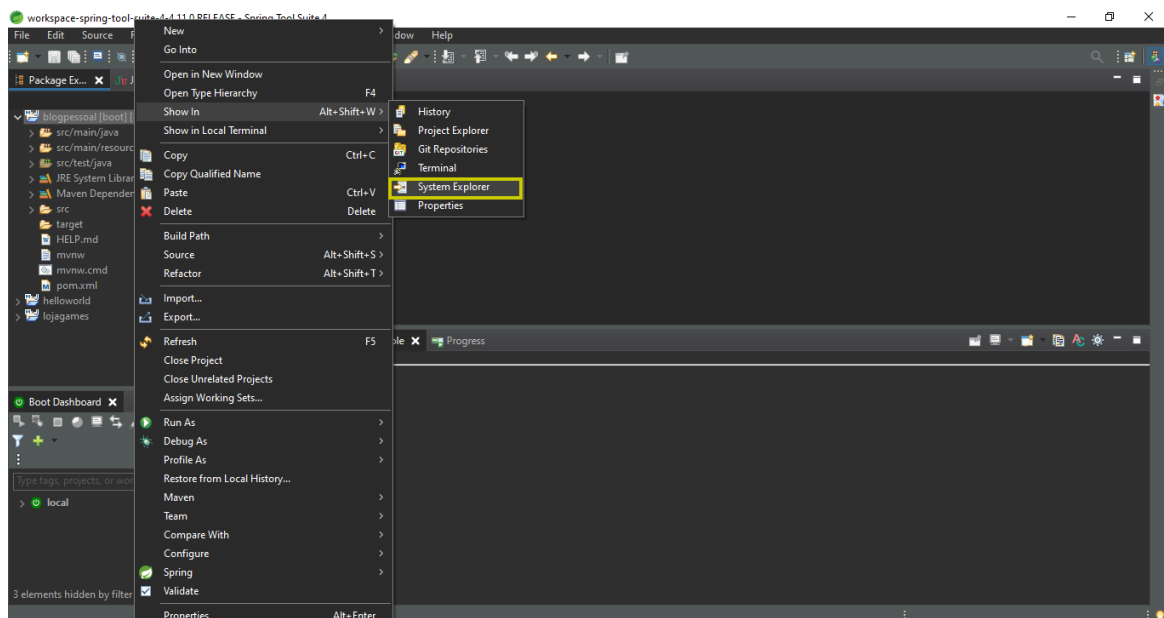 workspace-spring-tool-suite-4-4.11.0.RELEASE - Spring Tool Suite 4
File Edit Source
dow Help
Package Ex...
blogpessoal [boot] [
src/main/java
src/main/resourc
src/test/java
JRE System Librar
Maven Depender
src
target
HELP.md
mvnw
mvnw.cmd
pom.xml
helloworld
lojagames
Boot Dashboard
Type tags, projects, or wor
local
3 elements hidden by filter
New
Go Into
Open in New Window
Open Type Hierarchy F4
Show In Alt+Shift+W
Show in Local Terminal
Copy Ctrl+C
Copy Qualified Name
Paste Ctrl+V
Delete Delete
Build Path
Source Alt+Shift+S
Refactor Alt+Shift+T
Import...
Export...
Refresh F5
Close Project
Close Unrelated Projects
Assign Working Sets...
Run As
Debug As
Profile As
Restore from Local History...
Maven
Team
Compare With
Configure
Spring
Validate
Properties Alt+Enter
History
Project Explorer
Git Repositories
Terminal
System Explorer
Properties
ole
Progress